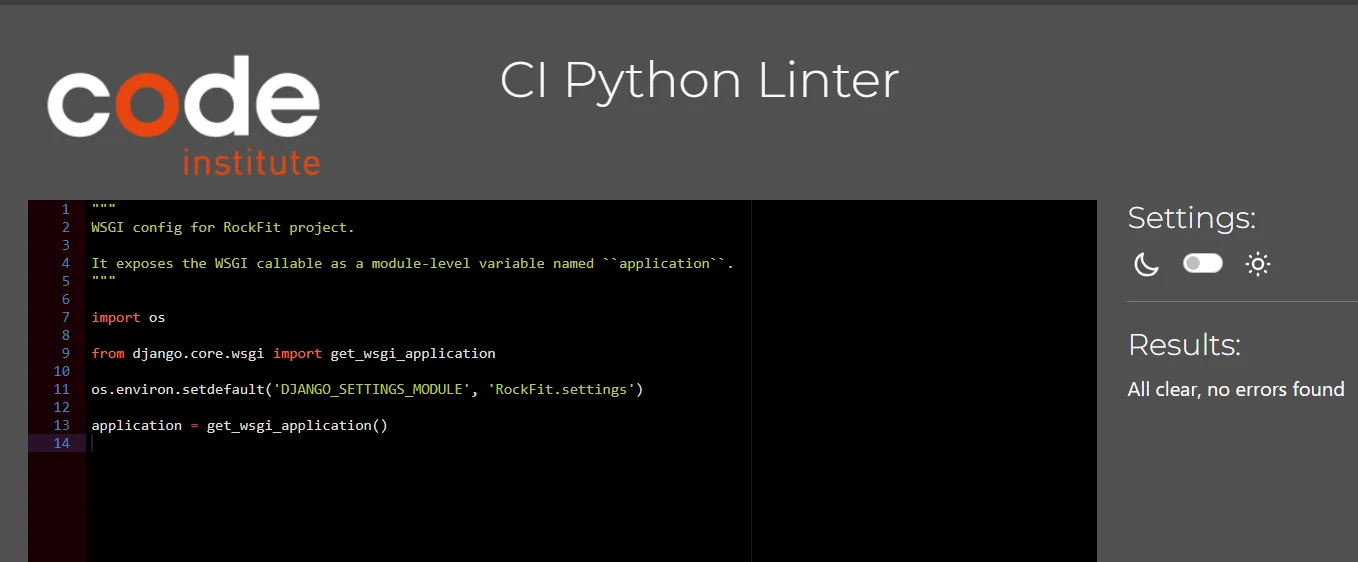 code
institute
CI Python Linter
1 """
2 WSGI config for RockFit project.
3
4 It exposes the WSGI callable as a module-level variable named ``application``.
5 """
6
7 import os
8
9 from django.core.wsgi import get_wsgi_application
10
11 os.environ.setdefault('DJANGO_SETTINGS_MODULE', 'RockFit.settings')
12
13 application = get_wsgi_application()
14
Settings:
Results:
All clear, no errors found